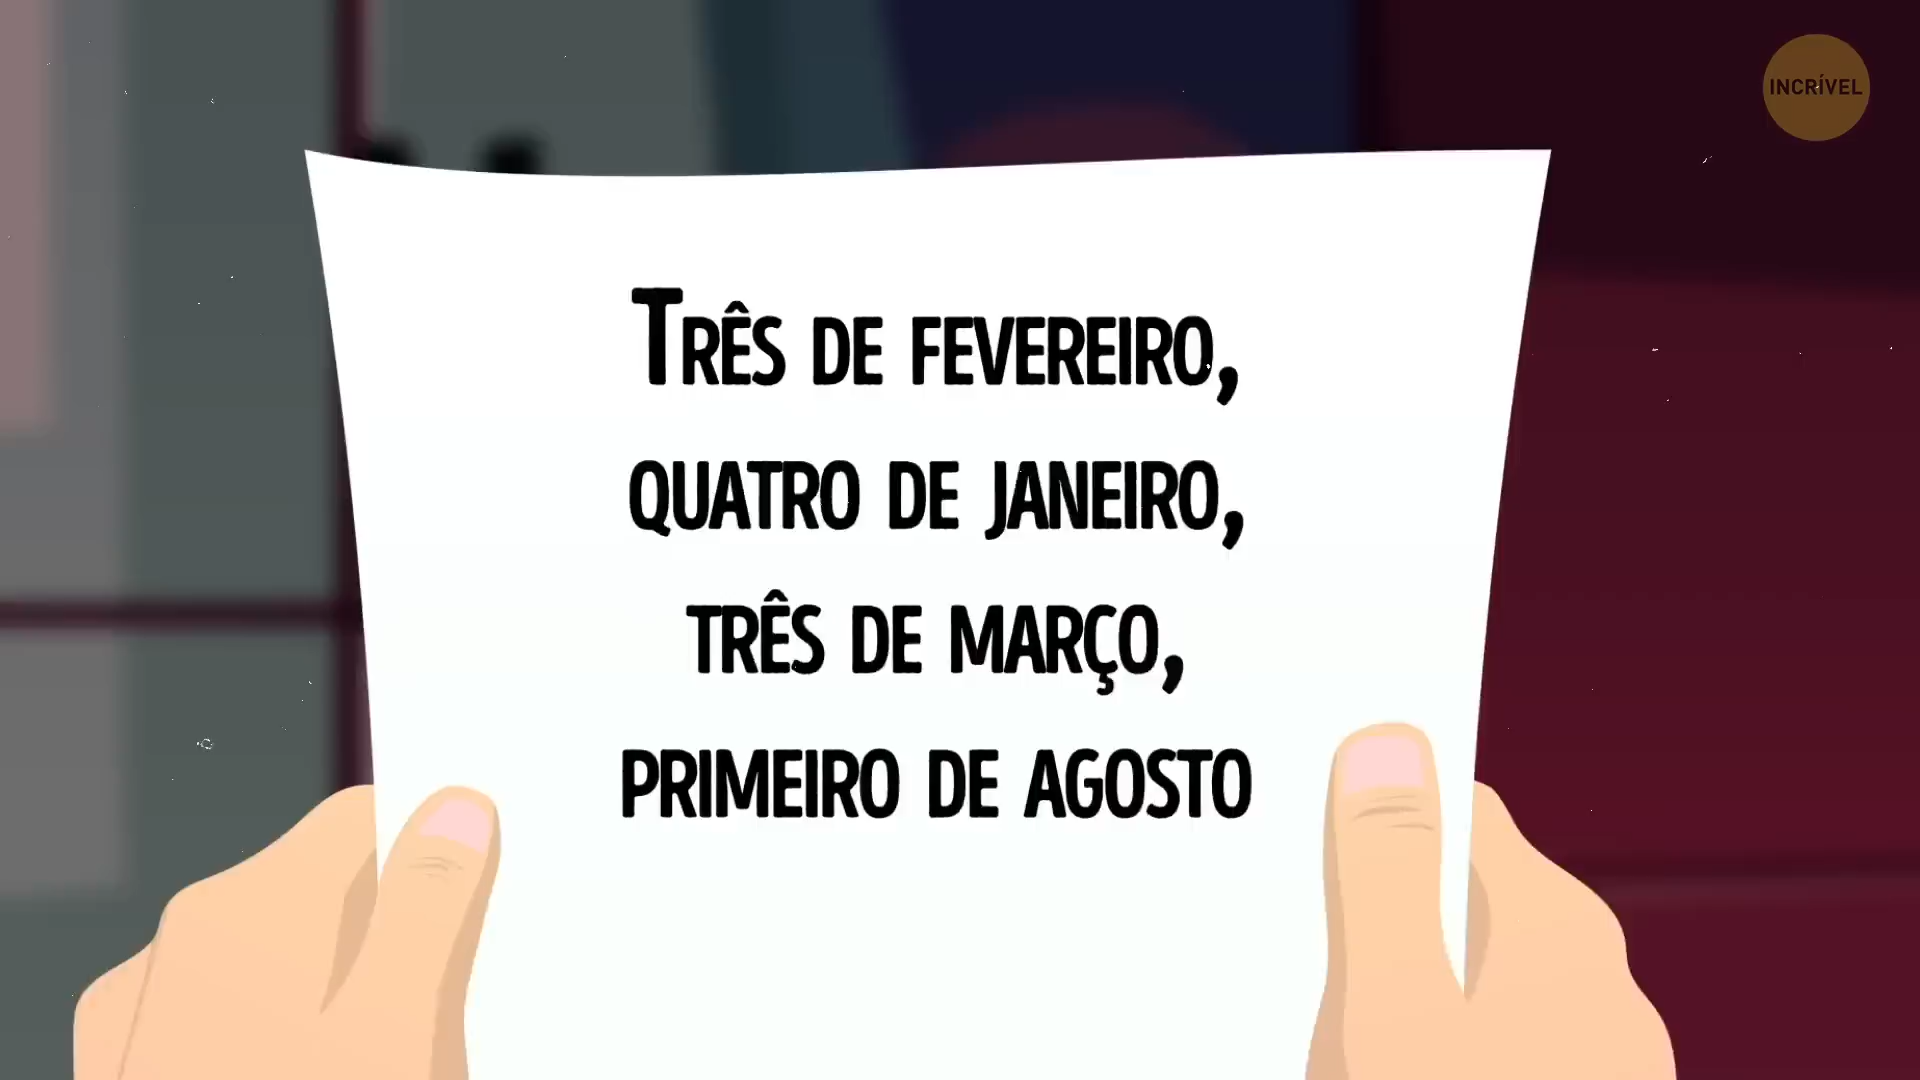 INCRÍVEL
Três de fevereiro,
quatro de janeiro,
três de março,
primeiro de agosto